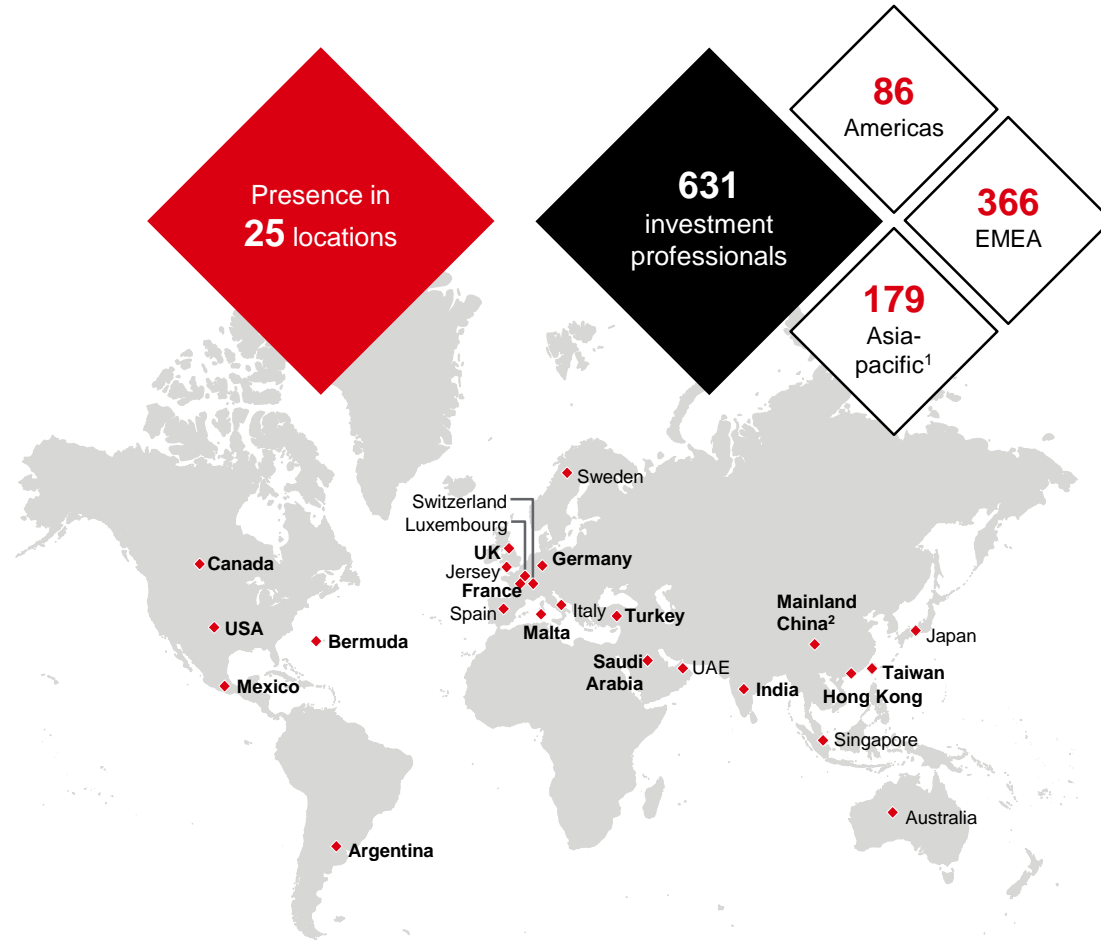 Presence in
25 locations
631
investment
professionals
86
Americas
366
EMEA
179
Asia-
pacific1
Sweden
Switzerland
Luxembourg
UK
Germany
Canada
Jersey
France
Spain
Italy
Turkey
Malta
Mainland
China2
Japan
USA
Bermuda
Saudi
Arabia
UAE
Taiwan
Mexico
India
Hong Kong
Singapore
Australia
Argentina